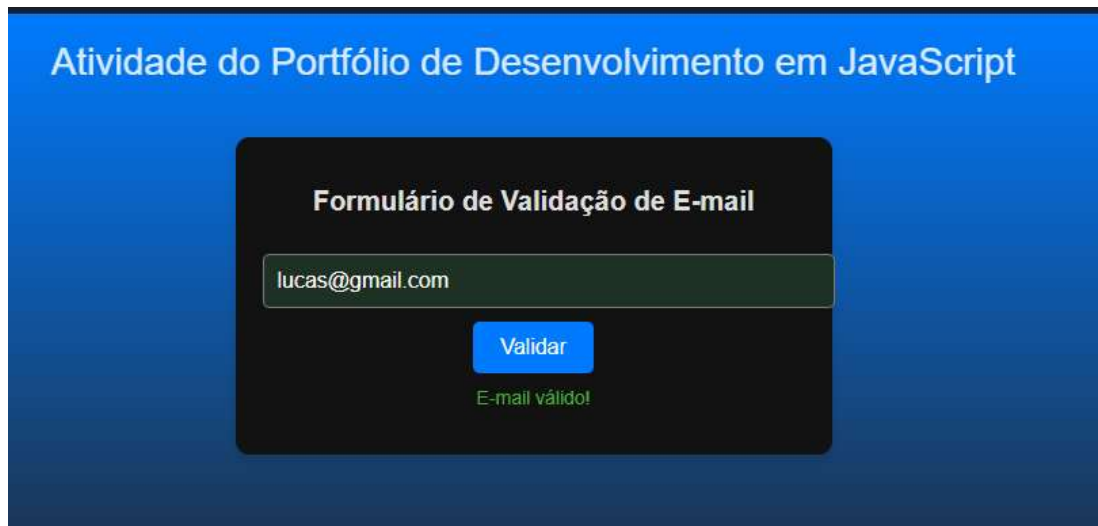 Atividade do Portfólio de Desenvolvimento em JavaScript
Formulário de Validação de E-mail
lucas@gmail.com
Validar
E-mail válido!